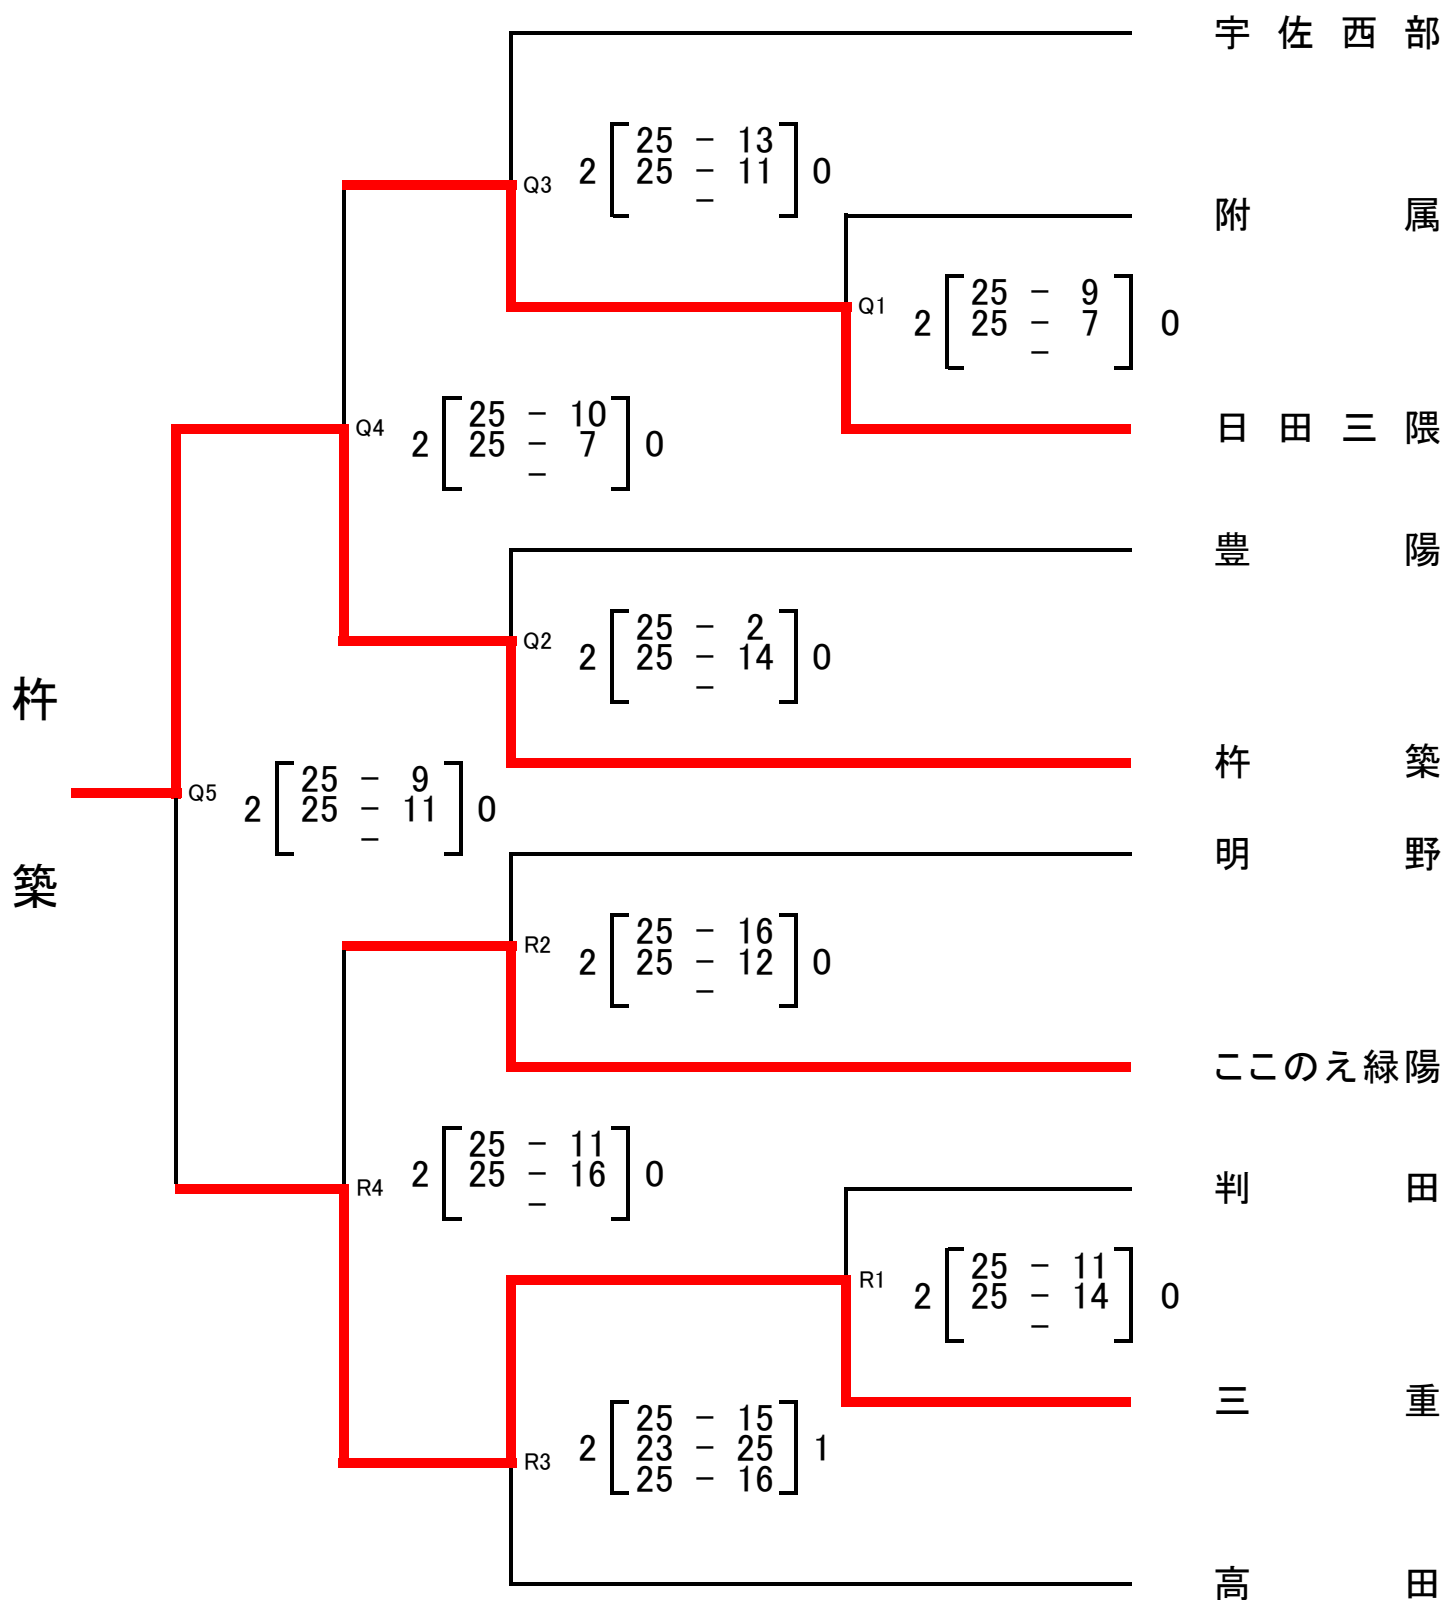 宇佐西部
25 - 13
Q3 2 25 - 11 0
-
附属
25 - 9
Q1 2 25 - 7 0
-
25 - 10
Q4 2 25 - 7 0
-
日田三隈
豊陽
25 - 2
Q2 2 25 - 14 0
-
杵築
杵築
25 - 9
Q5 2 25 - 11 0
-
明野
25 - 16
R2 2 25 - 12 0
-
ここのえ緑陽
25 - 11
R4 2 25 - 16 0
-
判田
25 - 11
R1 2 25 - 14 0
-
三重
25 - 15
R3 2 23 - 25 1
25 - 16
高田